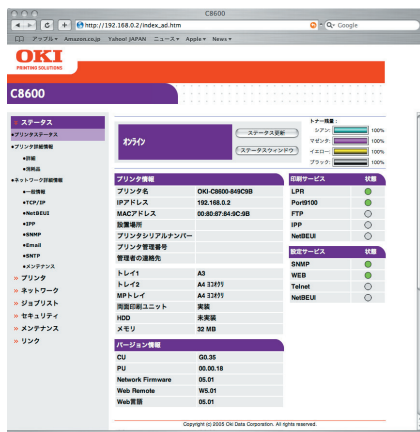 C8600
http://192.168.0.2/index_ad.htm
Google
アップル Amazon.co.jp Yahoo! JAPAN ニュース Apple News
OKI
PRINTING SOLUTIONS
C8600
ステータス
プリンタステータス
プリンタ詳細情報
詳細
消耗品
ネットワーク詳細情報
一般情報
TCP/IP
NetBEUI
IPP
SNMP
Email
SNTP
メンテナンス
» プリンタ
» ネットワーク
» ジョブリスト
» セキュリティ
» メンテナンス
» リンク
オンライン
ステータス更新
ステータスウィンドウ
トナー残量:
シアン: 100%
マゼンタ: 100%
イエロー: 100%
ブラック: 100%
プリンタ情報
プリンタ名 OKI-C8600-849C9B
IPアドレス 192.168.0.2
MACアドレス 00:80:87:84:9C:9B
設置場所
プリンタシリアルナンバー
プリンタ管理番号
管理者の連絡先
トレイ1 A3
トレイ2 A4 ヨコオクリ
MPトレイ A4 ヨコオクリ
両面印刷ユニット 実装
HDD 未実装
メモリ 32 MB
バージョン情報
CU G0.35
PU 00.00.18
Network Firmware 05.01
Web Remote W5.01
Web言語 05.01
印刷サービス 状態
LPR
Port9100
FTP
IPP
NetBEUI
設定サービス 状態
SNMP
WEB
Telnet
NetBEUI
Copyright (c) 2005 Oki Data Corporation. All rights reserved.